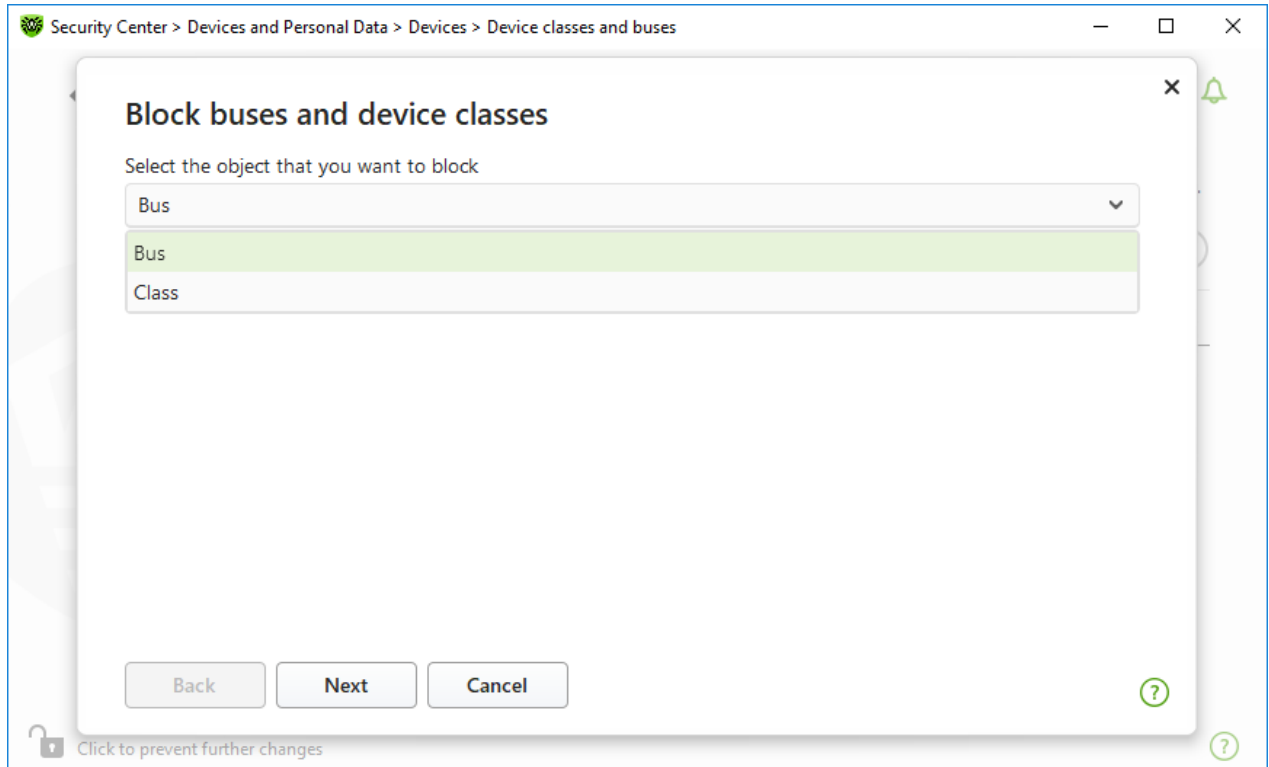 Security Center > Devices and Personal Data > Devices > Device classes and buses
Block buses and device classes
Select the object that you want to block
Bus
Bus
Class
Back
Next
Cancel
?
Click to prevent further changes
?